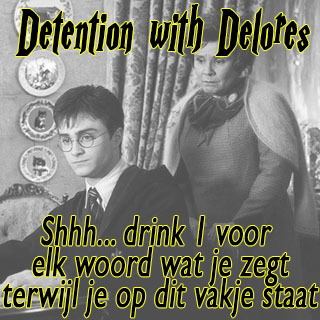 Detention with Delores
Shhh... drink 1 voor
elk woord wat je zegt
terwijl je op dit vakje staat